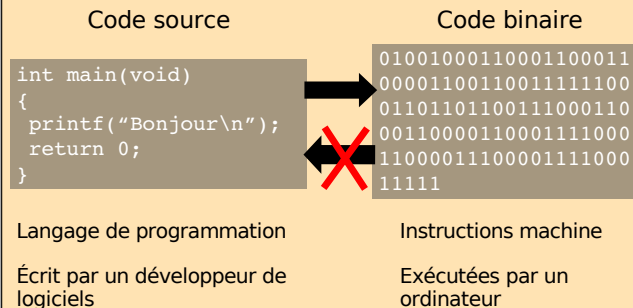 Code source
int main(void)
{
printf(“Bonjour\n”);
return 0;
}
Langage de programmation
Écrit par un développeur de
logiciels
Code binaire
01001000110001100011
00001100110011111100
01101101100111000110
00110000110001111000
11000011100001111000
11111
Instructions machine
Exécutées par un
ordinateur